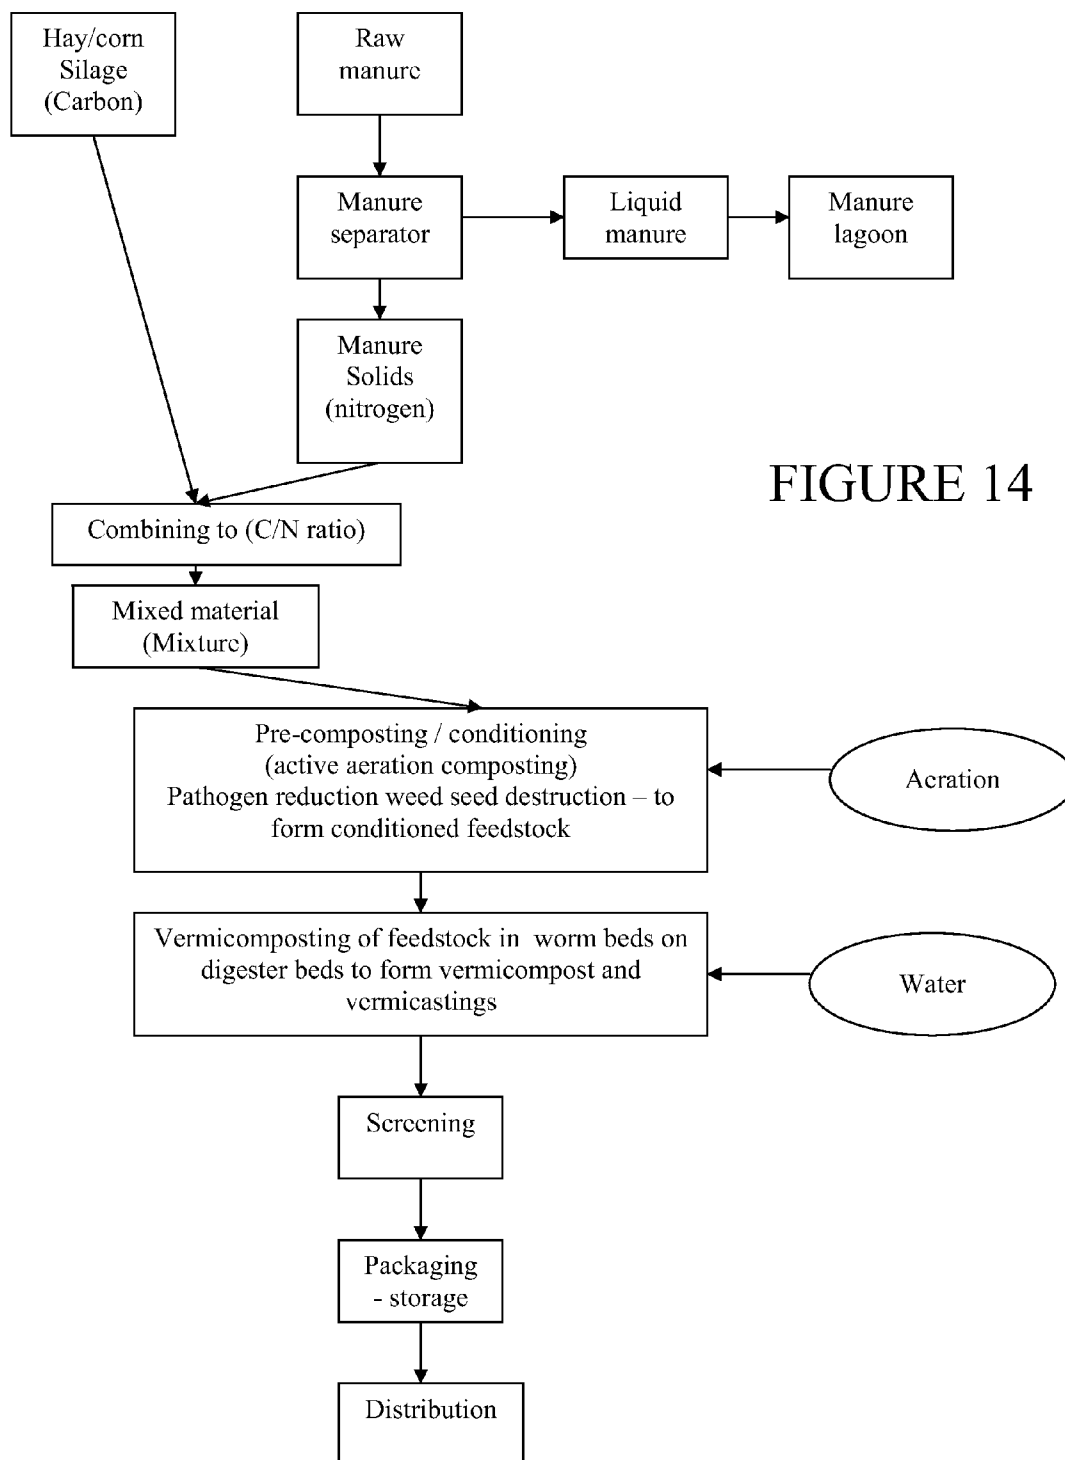 Hay/corn
Silage
(Carbon)
Raw
manure
Manure
separator
Liquid
manure
Manure
lagoon
Manure
Solids
(nitrogen)
FIGURE 14
Combining to (C/N ratio)
Mixed material
(Mixture)
Pre-composting / conditioning
(active aeration composting)
Pathogen reduction weed seed destruction – to
form conditioned feedstock
Aeration
Vermicomposting of feedstock in worm beds on
digester beds to form vermicompost and
vermicastings
Water
Screening
Packaging
- storage
Distribution